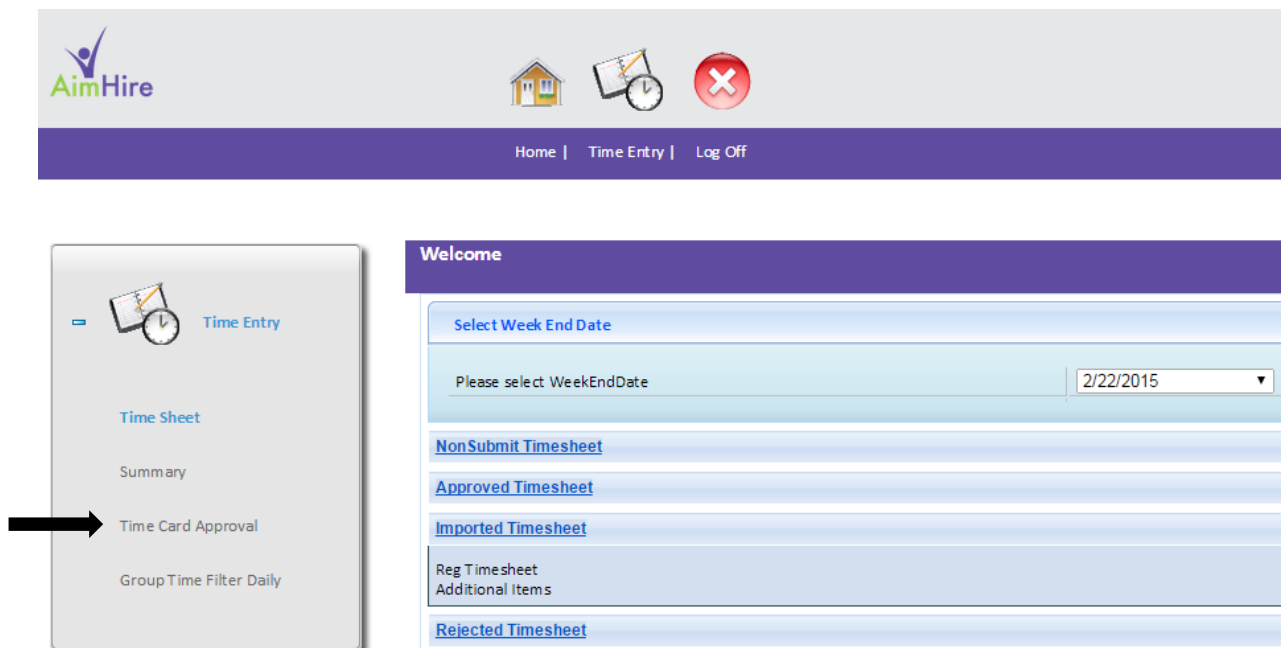 AimHire
Home | Time Entry | Log Off
Time Entry
Time Sheet
Summary
Time Card Approval
Group Time Filter Daily
Welcome
Select Week End Date
Please select WeekEndDate 2/22/2015
NonSubmit Timesheet
Approved Timesheet
Imported Timesheet
Reg Timesheet
Additional Items
Rejected Timesheet